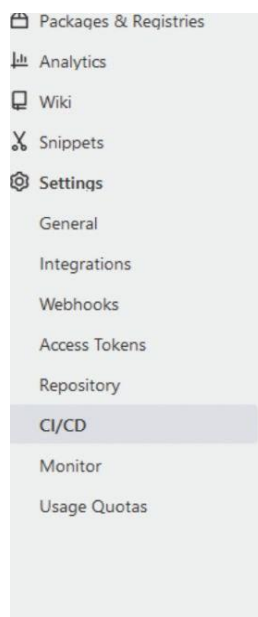 Packages & Registries
Analytics
Wiki
Snippets
Settings
General
Integrations
Webhooks
Access Tokens
Repository
CI/CD
Monitor
Usage Quotas